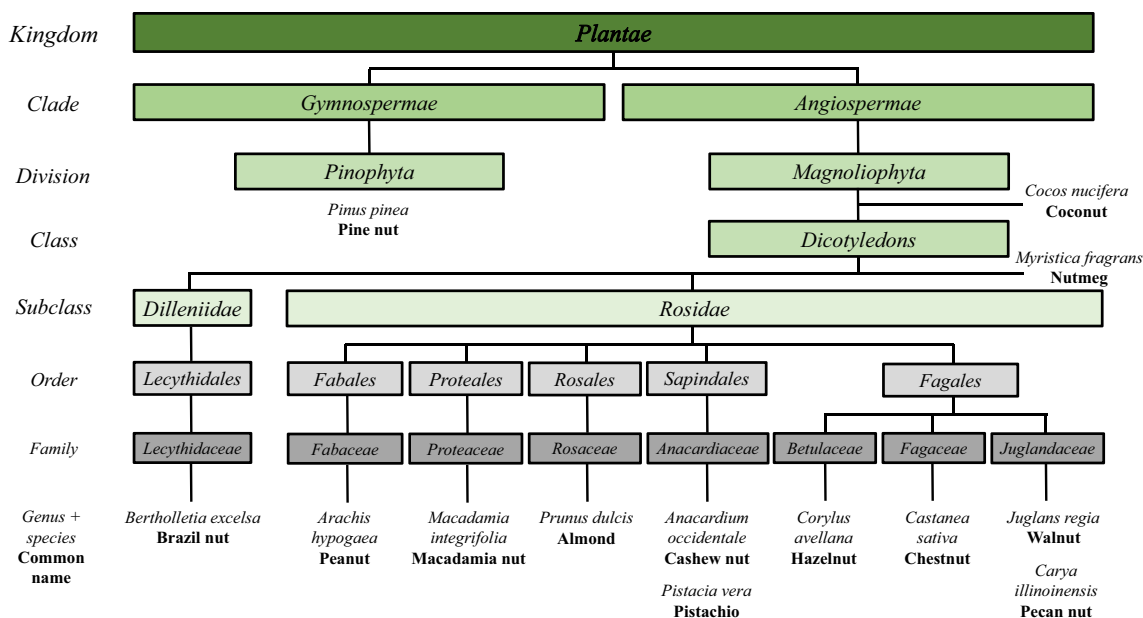 Kingdom
Plantae
Clade
Gymnospermae
Angiospermae
Division
Pinophyta
Magnoliophyta
Pinus pinea
Pine nut
Cocos nucifera
Coconut
Class
Dicotyledons
Myristica fragrans
Nutmeg
Subclass
Dilleniidae
Rosidae
Order
Lecythidales
Fabales
Proteales
Rosales
Sapindales
Fagales
Family
Lecythidaceae
Fabaceae
Proteaceae
Rosaceae
Anacardiaceae
Betulaceae
Fagaceae
Juglandaceae
Genus +
species
Common
name
Bertholletia excelsa
Brazil nut
Arachis
hypogaea
Peanut
Macadamia
integrifolia
Macadamia nut
Prunus dulcis
Almond
Anacardium
occidentale
Cashew nut
Pistacia vera
Pistachio
Corylus
avellana
Hazelnut
Castanea
sativa
Chestnut
Juglans regia
Walnut
Carya
illinoinensis
Pecan nut